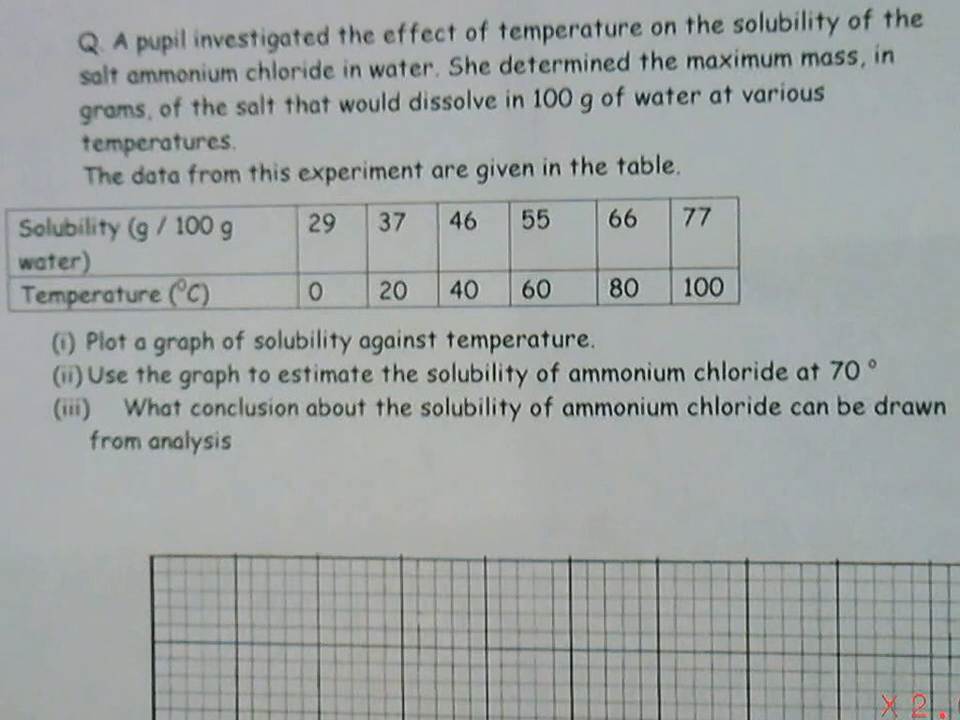 Q. A pupil investigated the effect of temperature on the solubility of the
salt ammonium chloride in water. She determined the maximum mass, in
grams, of the salt that would dissolve in 100 g of water at various
temperatures.
The data from this experiment are given in the table.
Solubility (g / 100 g water) 29 37 46 55 66 77
Temperature (°C) 0 20 40 60 80 100
(i) Plot a graph of solubility against temperature.
(ii) Use the graph to estimate the solubility of ammonium chloride at 70 °
(iii) What conclusion about the solubility of ammonium chloride can be drawn
from analysis